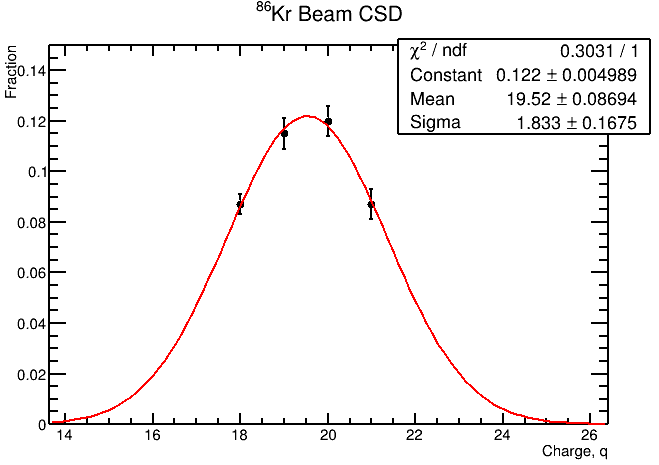 ⁸⁶Kr Beam CSD
Fraction
χ² / ndf 0.3031 / 1
Constant 0.122 ± 0.004989
Mean 19.52 ± 0.08694
Sigma 1.833 ± 0.1675
0.14
0.12
0.1
0.08
0.06
0.04
0.02
0
14 16 18 20 22 24 26
Charge, q